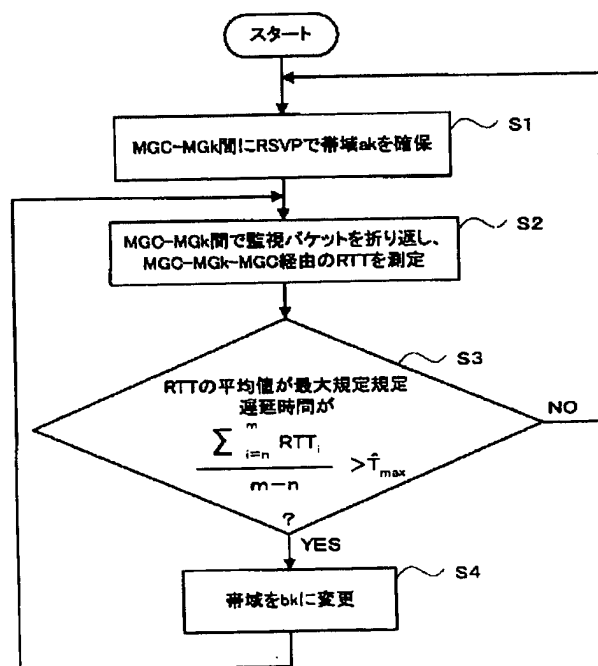 スタート
S1
MGC-MGk間にRSVPで帯域akを確保
S2
MGC-MGk間で監視パケットを折り返し、
MGC-MGk-MGC経由のRTTを測定
S3
RTTの平均値が最大規定規定
遅延時間が
∑ m i=n RTTi
m-n
>T̂max
?
NO
YES
S4
帯域をbkに変更